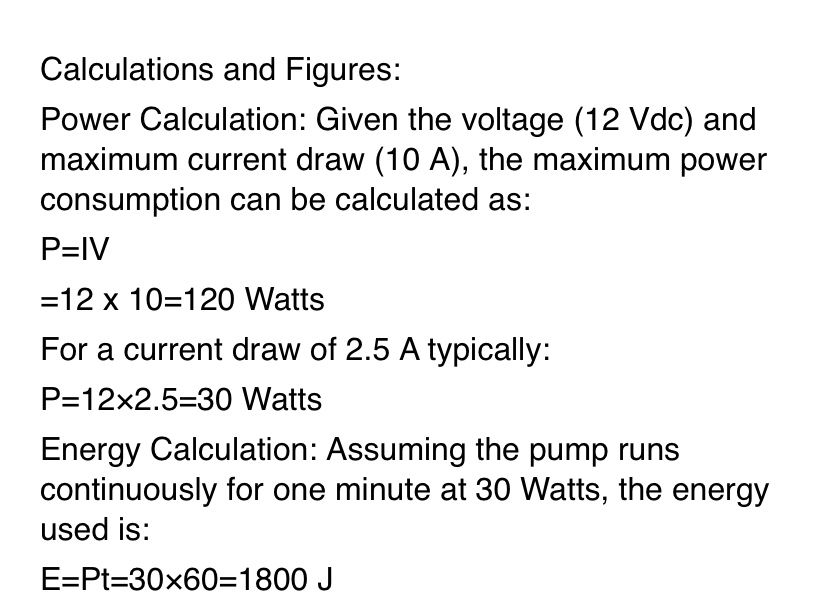 Calculations and Figures:
Power Calculation: Given the voltage (12 Vdc) and
maximum current draw (10 A), the maximum power
consumption can be calculated as:
P=IV
=12 x 10=120 Watts
For a current draw of 2.5 A typically:
P=12×2.5=30 Watts
Energy Calculation: Assuming the pump runs
continuously for one minute at 30 Watts, the energy
used is:
E=Pt=30×60=1800 J